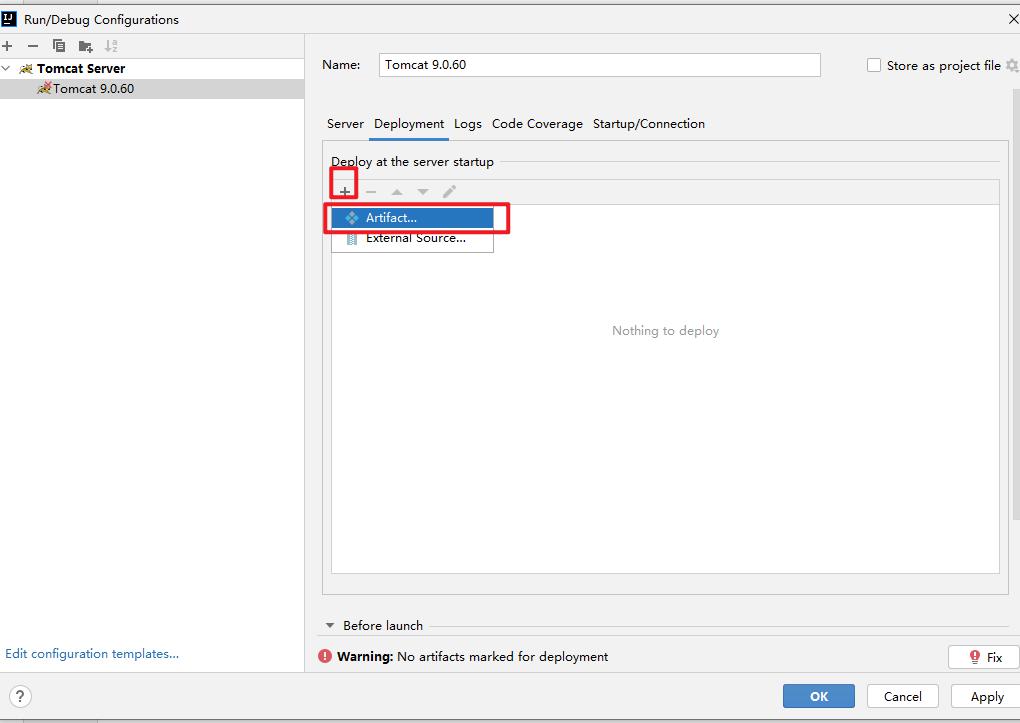 Run/Debug Configurations
Tomcat Server
Tomcat 9.0.60
Name: Tomcat 9.0.60 Store as project file
Server Deployment Logs Code Coverage Startup/Connection
Deploy at the server startup
Artifact...
External Source...
Nothing to deploy
Before launch
Edit configuration templates...
Warning: No artifacts marked for deployment Fix
? OK Cancel Apply